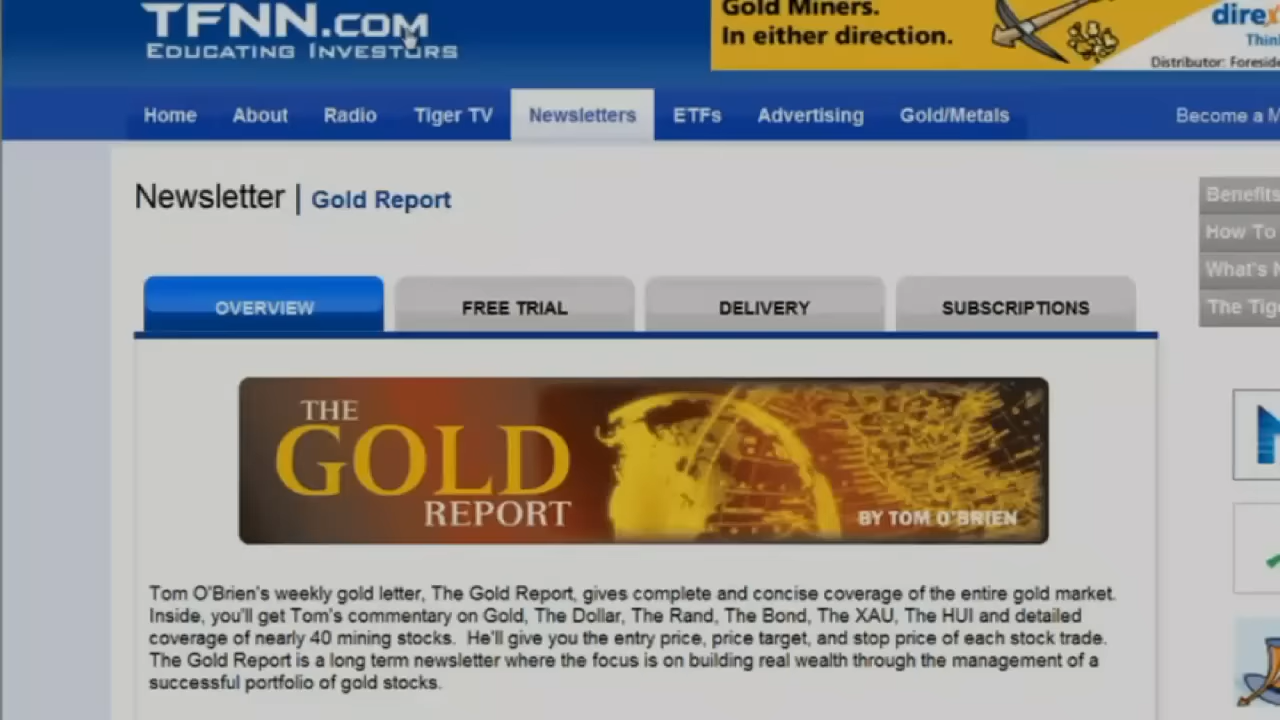 TFNN.COM
EDUCATING INVESTORS
Gold Miners.
In either direction.
Distributor:
Home About Radio Tiger TV Newsletters ETFs Advertising Gold/Metals Become a
Newsletter | Gold Report
Benefits
How To
What's
The
OVERVIEW FREE TRIAL DELIVERY SUBSCRIPTIONS
THE
GOLD
REPORT
BY TOM O'BRIEN
Tom O'Brien's weekly gold letter, The Gold Report, gives complete and concise coverage of the entire gold market.
Inside, you'll get Tom's commentary on Gold, The Dollar, The Rand, The Bond, The XAU, The HUI and detailed
coverage of nearly 40 mining stocks. He'll give you the entry price, price target, and stop price of each stock trade.
The Gold Report is a long term newsletter where the focus is on building real wealth through the management of a
successful portfolio of gold stocks.